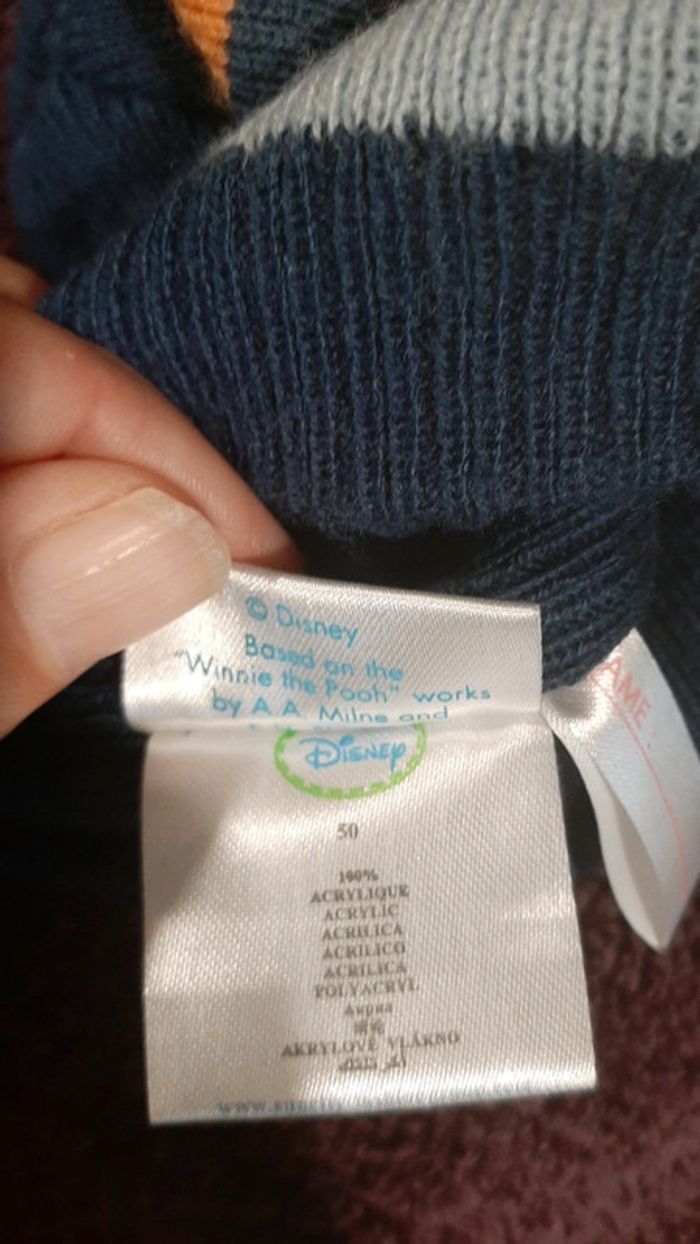 © Disney
Based on the
"Winnie the Pooh" works
by A.A. Milne and
Disney
50
100%
ACRYLIQUE
ACRYLIC
ACRILICA
ACRILICO
ACRILICA
POLYACRYL
AKRYLOVÉ VLÁKNO
AME :